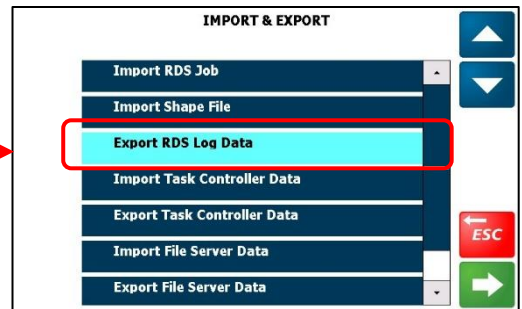 IMPORT & EXPORT
Import RDS Job
Import Shape File
Export RDS Log Data
Import Task Controller Data
Export Task Controller Data
Import File Server Data
Export File Server Data
ESC